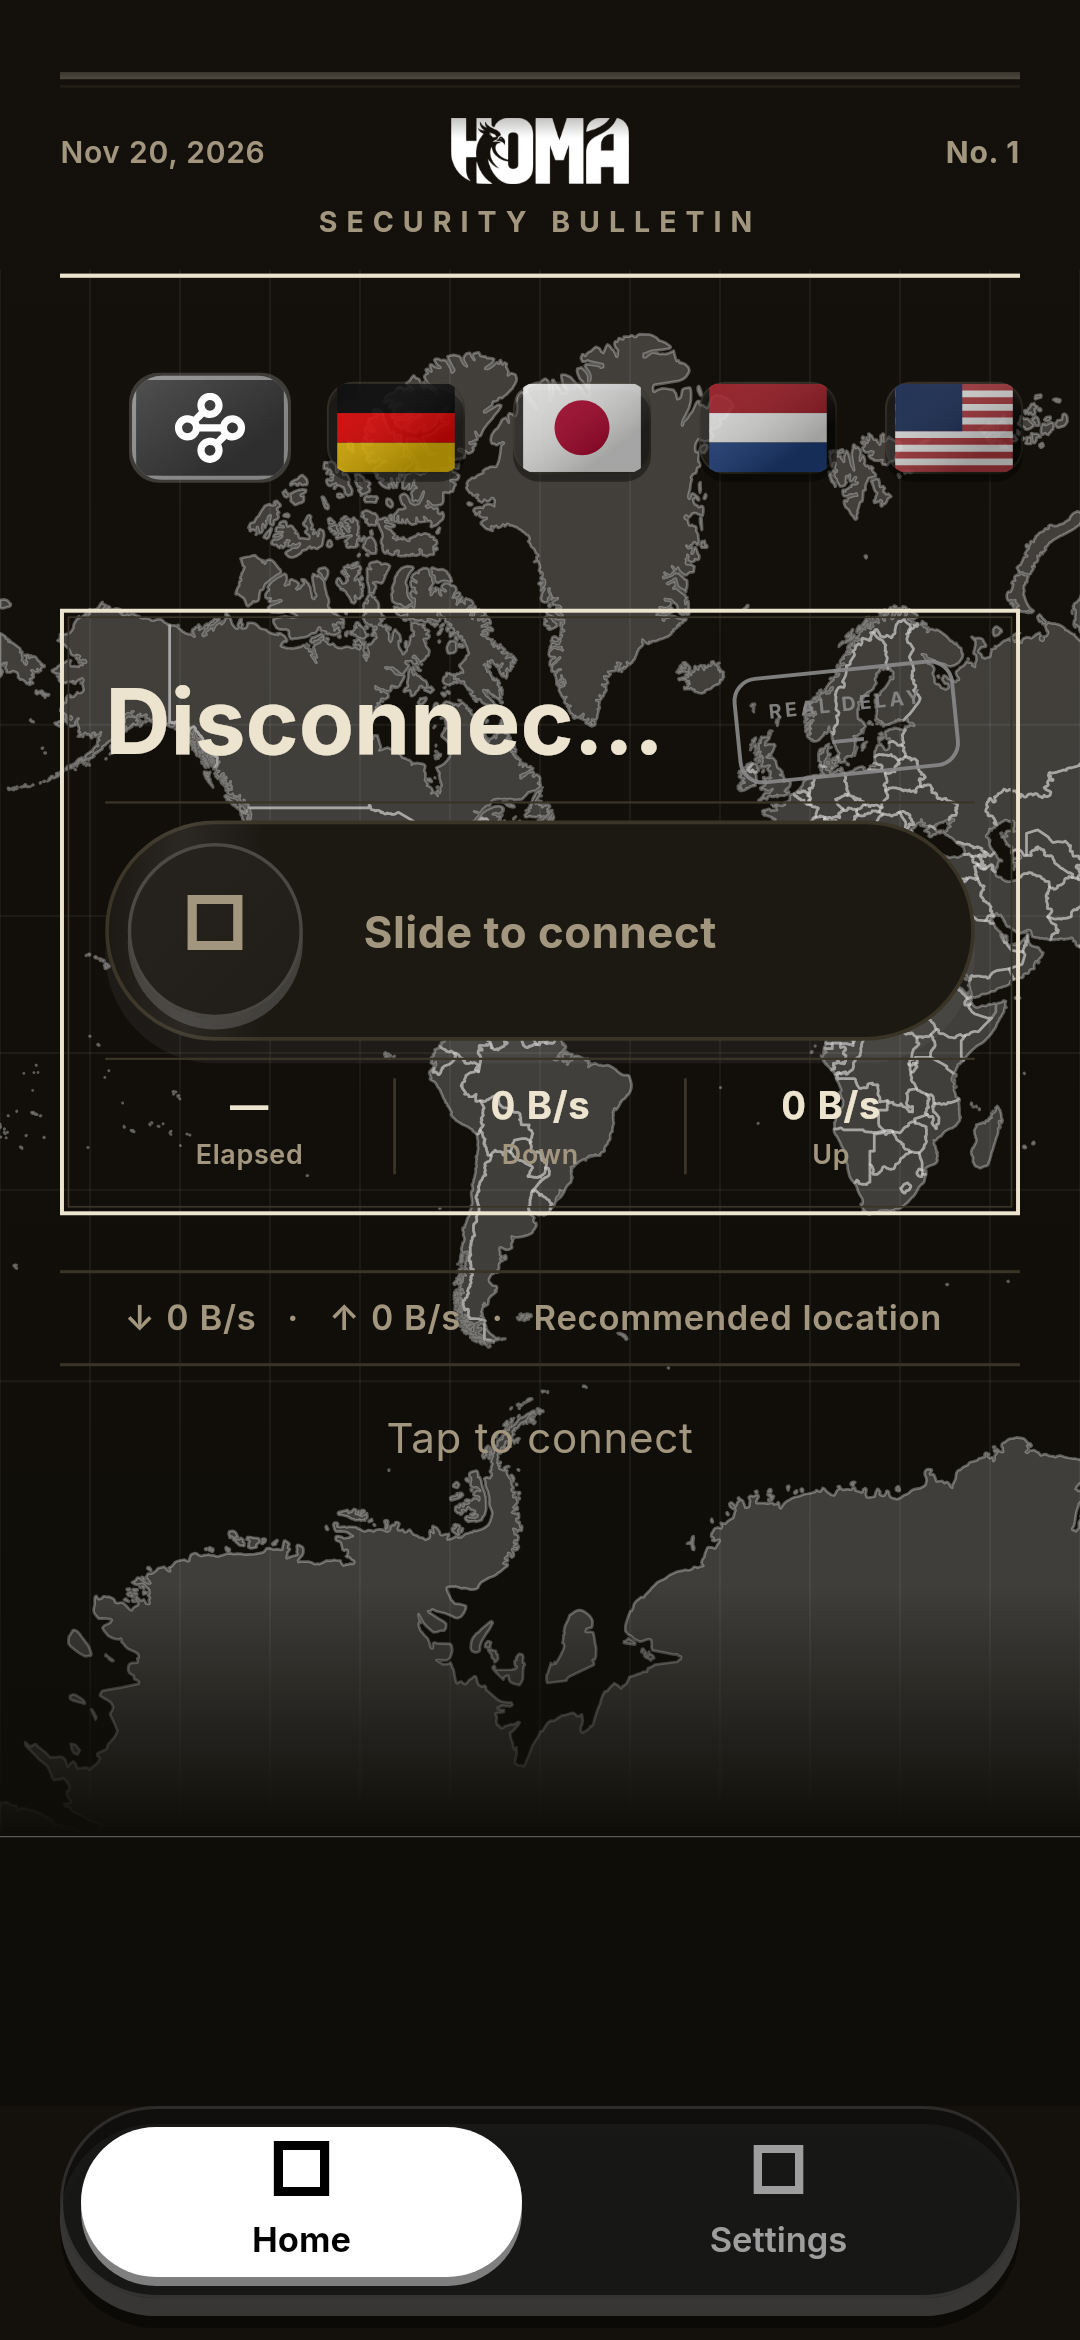 Nov 20, 2026
HOMA
No. 1
SECURITY BULLETIN
Disconnec...
REAL DELAY
Slide to connect
—
Elapsed
0 B/s
Down
0 B/s
Up
↓ 0 B/s · ↑ 0 B/s · Recommended location
Tap to connect
Home
Settings